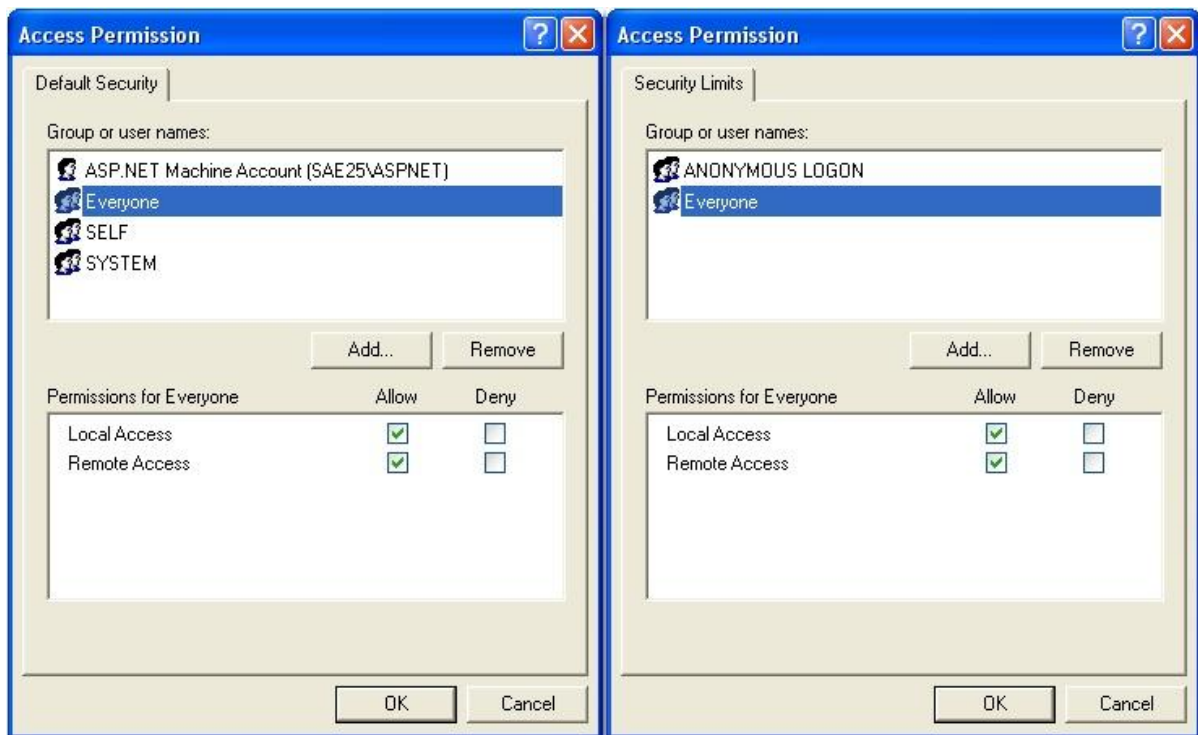 Access Permission
Default Security
Group or user names:
ASP.NET Machine Account (SAE25\ASPNET)
Everyone
SELF
SYSTEM
Add... Remove
Permissions for Everyone Allow Deny
Local Access
Remote Access
OK Cancel
Access Permission
Security Limits
Group or user names:
ANONYMOUS LOGON
Everyone
Add... Remove
Permissions for Everyone Allow Deny
Local Access
Remote Access
OK Cancel